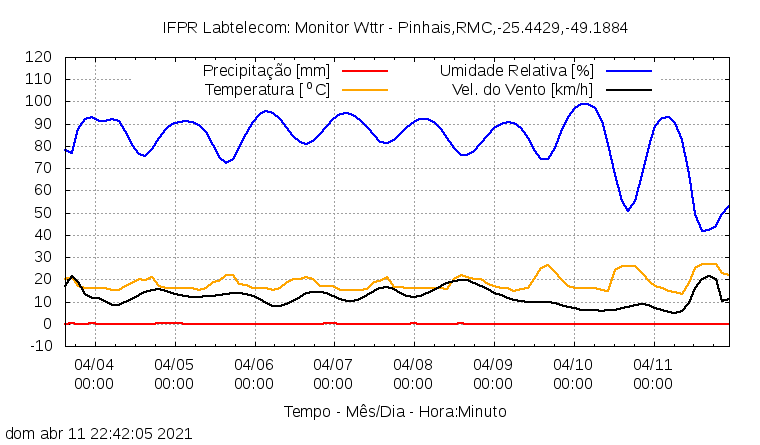 IFPR Labtelecom: Monitor Wttr - Pinhais,RMC,-25.4429,-49.1884
120
110
100
90
80
70
60
50
40
30
20
10
0
-10
Precipitação [mm]
Temperatura [⁰C]
Umidade Relativa [%]
Vel. do Vento [km/h]
04/04 04/05 04/06 04/07 04/08 04/09 04/10 04/11
00:00 00:00 00:00 00:00 00:00 00:00 00:00 00:00
Tempo - Mês/Dia - Hora:Minuto
dom abr 11 22:42:05 2021